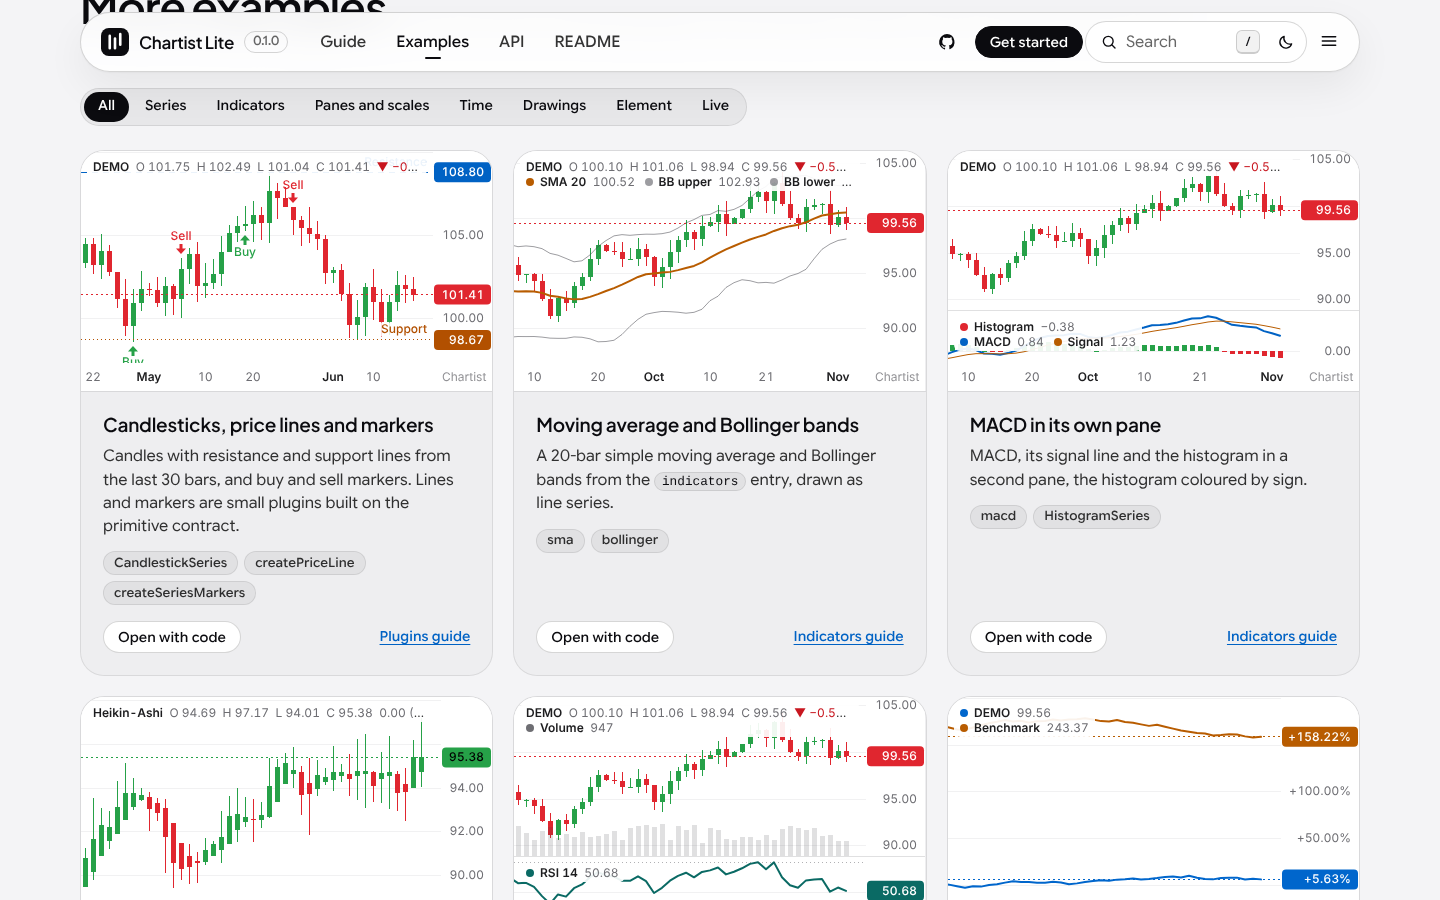 More examples
Chartist Lite 0.1.0 Guide Examples API README Get started Search /
All Series Indicators Panes and scales Time Drawings Element Live
DEMO O 101.75 H 102.49 L 101.04 C 101.41 ▼ −0...
108.80
Sell
Sell
Buy
105.00
101.41
100.00
Support
98.67
Buy
22 May 10 20 Jun 10 Chartist
Candlesticks, price lines and markers
Candles with resistance and support lines from
the last 30 bars, and buy and sell markers. Lines
and markers are small plugins built on the
primitive contract.
CandlestickSeries createPriceLine
createSeriesMarkers
Open with code Plugins guide
DEMO O 100.10 H 101.06 L 98.94 C 99.56 ▼ −0.5...
105.00
SMA 20 100.52 BB upper 102.93 BB lower ...
99.56
95.00
90.00
10 20 Oct 10 21 Nov Chartist
Moving average and Bollinger bands
A 20-bar simple moving average and Bollinger
bands from the indicators entry, drawn as
line series.
sma bollinger
Open with code Indicators guide
DEMO O 100.10 H 101.06 L 98.94 C 99.56 ▼ −0.5...
105.00
99.56
95.00
90.00
Histogram −0.38
MACD 0.84 Signal 1.23
0.00
10 20 Oct 10 21 Nov Chartist
MACD in its own pane
MACD, its signal line and the histogram in a
second pane, the histogram coloured by sign.
macd HistogramSeries
Open with code Indicators guide
Heikin-Ashi O 94.69 H 97.17 L 94.01 C 95.38 0.00 (...
95.38
94.00
92.00
90.00
DEMO O 100.10 H 101.06 L 98.94 C 99.56 ▼ −0.5...
105.00
Volume 947
99.56
95.00
90.00
RSI 14 50.68
50.68
DEMO 99.56
Benchmark 243.37
+158.22%
+100.00%
+50.00%
+5.63%